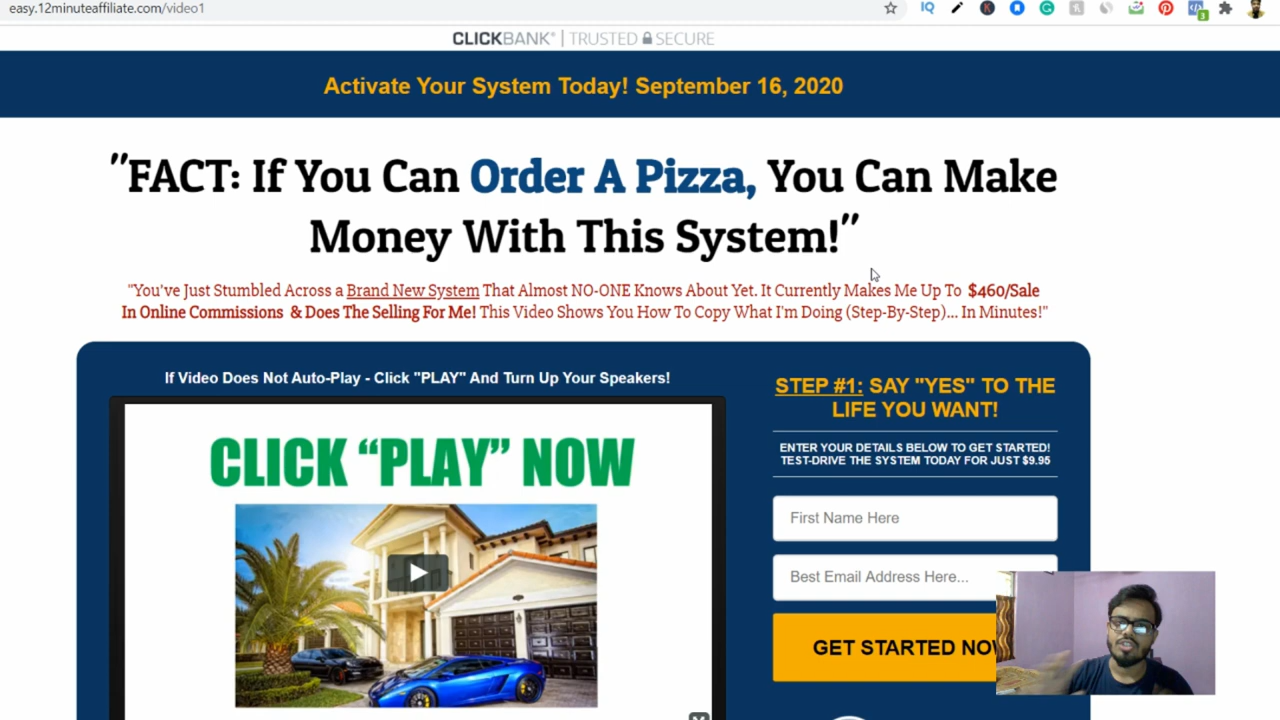 easy.12minuteaffiliate.com/video1
3
CLICKBANK® | TRUSTED SECURE
Activate Your System Today! September 16, 2020
"FACT: If You Can Order A Pizza, You Can Make
Money With This System!"
"You've Just Stumbled Across a Brand New System That Almost NO-ONE Knows About Yet. It Currently Makes Me Up To $460/Sale
In Online Commissions & Does The Selling For Me! This Video Shows You How To Copy What I'm Doing (Step-By-Step)... In Minutes!"
If Video Does Not Auto-Play - Click "PLAY" And Turn Up Your Speakers!
CLICK “PLAY” NOW
STEP #1: SAY "YES" TO THE
LIFE YOU WANT!
ENTER YOUR DETAILS BELOW TO GET STARTED!
TEST-DRIVE THE SYSTEM TODAY FOR JUST $9.95
First Name Here
Best Email Address Here...
GET STARTED NO